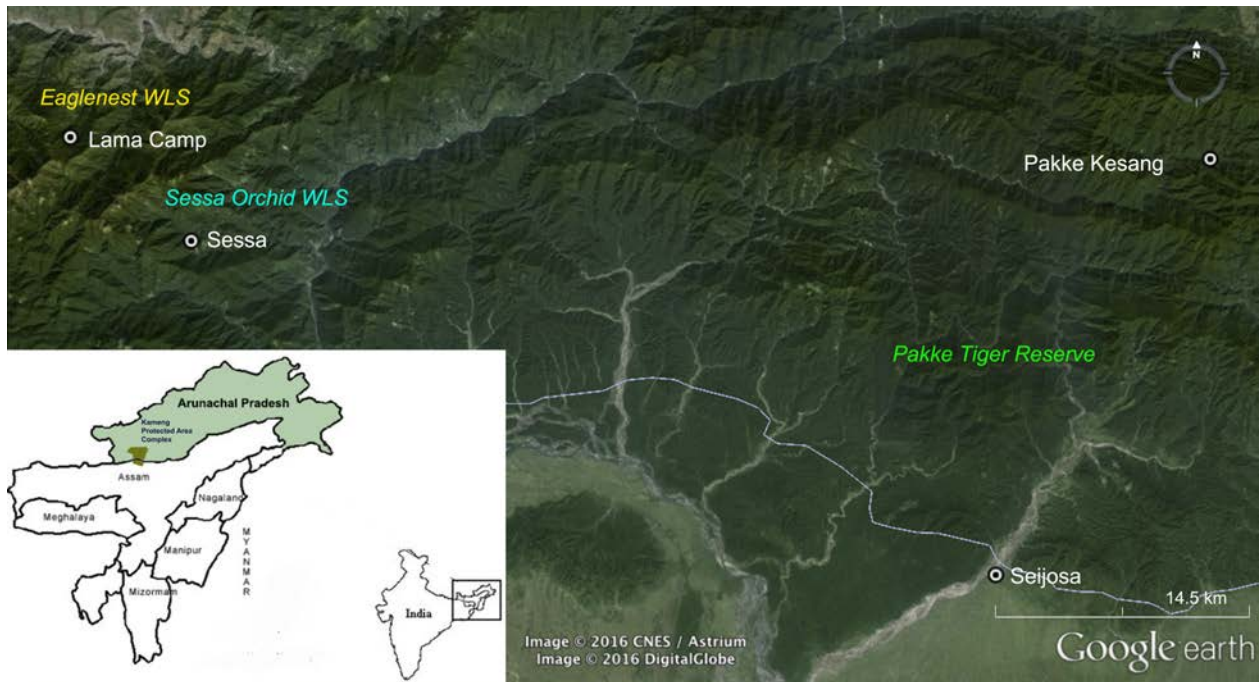 Eaglenest WLS
Lama Camp
N
Pakke Kesang
Sessa Orchid WLS
Sessa
Pakke Tiger Reserve
Arunachal Pradesh
Kameng
Protected Area
Complex
Assam
Nagaland
Meghalaya
MYANMAR
Manipur
Mizormam
India
Seijosa
14.5 km
Image © 2016 CNES / Astrium
Image © 2016 DigitalGlobe
Google earth